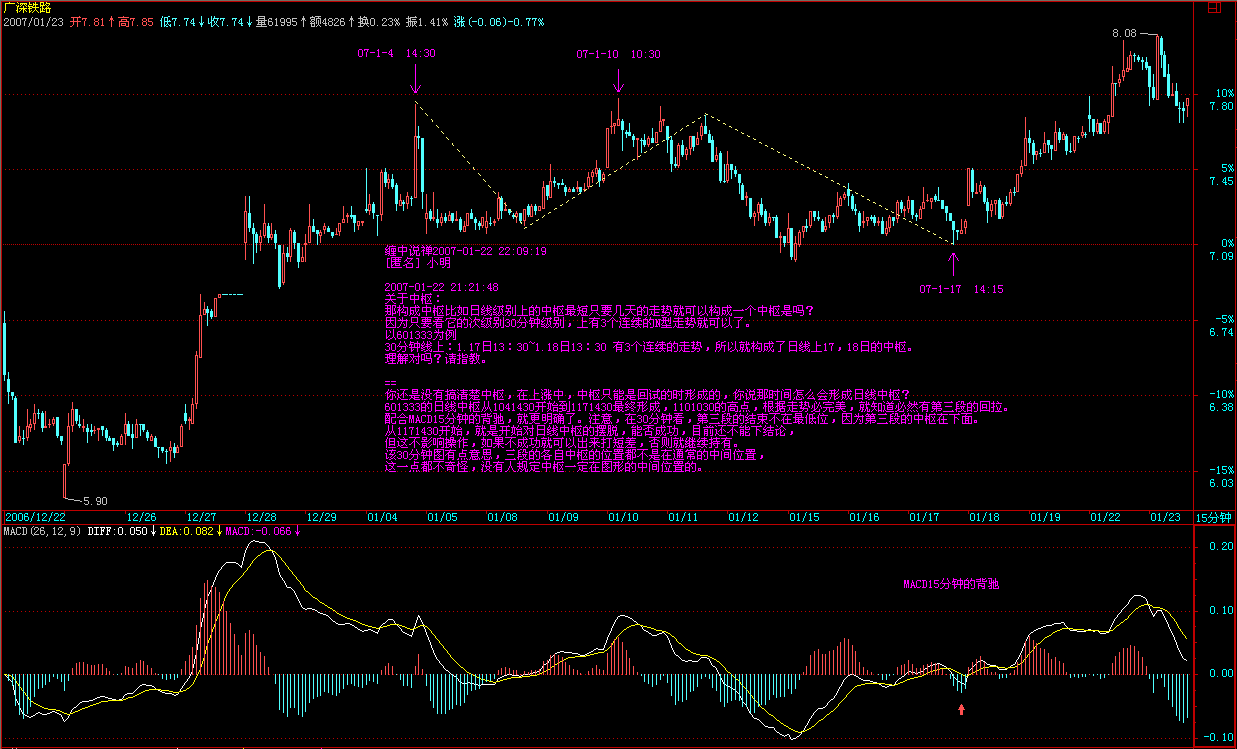 广深铁路
2007/01/23 开7.81↑高7.85 低7.74↓收7.74↓量61995↑额4826↑换0.23% 振1.41% 涨(-0.06)-0.77%
8.08
07-1-4 14:30
07-1-10 10:30
10%
7.80
5%
7.45
0%
7.09
缠中说禅2007-01-22 22:09:19
[匿名] 小明
2007-01-22 21:21:48
07-1-17 14:15
关于中枢：
那构成中枢比如日线级别上的中枢最短只要几天的走势就可以构成一个中枢是吗？
因为只要看它的次级别30分钟级别，上有3个连续的N型走势就可以了。
-5%
6.74
以601333为例
30分钟线上：1.17日13：30~1.18日13：30 有3个连续的走势，所以就构成了日线上17，18日的中枢。
理解对吗？请指教。
==
你还是没有搞清楚中枢，在上涨中，中枢只能是回试的时形成的，你说那时间怎么会形成日线中枢？
-10%
6.38
601333的日线中枢从1041430开始到1171430最终形成，1101030的高点，根据走势必完美，就知道必然有第三段的回拉。
配合MACD15分钟的背驰，就更明确了。注意，在30分钟看，第三段的结束不在最低位，因为第三段的中枢在下面。
从1171430开始，就是开始对日线中枢的摆脱，能否成功，目前还不能下结论，
但这不影响操作，如果不成功就可以出来打短差，否则就继续持有。
该30分钟图有点意思，三段的各自中枢的位置都不是在通常的中间位置，
这一点都不奇怪，没有人规定中枢一定在图形的中间位置的。
-15%
6.03
5.90
2006/12/22 12/26 12/27 12/28 12/29 01/04 01/05 01/08 01/09 01/10 01/11 01/12 01/15 01/16 01/17 01/18 01/19 01/22 01/23 15分钟
MACD(26,12,9) DIFF:0.050↓DEA:0.082↓MACD:-0.066↓
0.20
MACD15分钟的背驰
0.10
0.00
-0.10